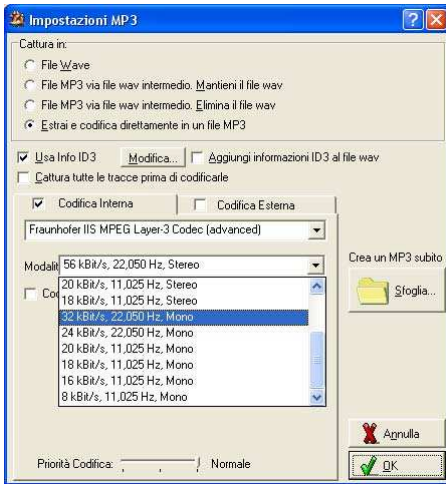 Impostazioni MP3
Cattura in:
File Wave
File MP3 via file wav intermedio. Mantieni il file wav
File MP3 via file wav intermedio. Elimina il file wav
Estrai e codifica direttamente in un file MP3
Usa Info ID3 Modifica... Aggiungi informazioni ID3 al file wav
Cattura tutte le tracce prima di codificarle
Codifica Interna Codifica Esterna
Fraunhofer IIS MPEG Layer-3 Codec (advanced)
Modalit 56 kBit/s, 22,050 Hz, Stereo
Crea un MP3 subito
20 kBit/s, 11,025 Hz, Stereo
18 kBit/s, 11,025 Hz, Stereo
Sfoglia...
32 kBit/s, 22,050 Hz, Mono
24 kBit/s, 22,050 Hz, Mono
20 kBit/s, 11,025 Hz, Mono
18 kBit/s, 11,025 Hz, Mono
16 kBit/s, 11,025 Hz, Mono
8 kBit/s, 11,025 Hz, Mono
Annulla
Priorità Codifica: Normale
OK